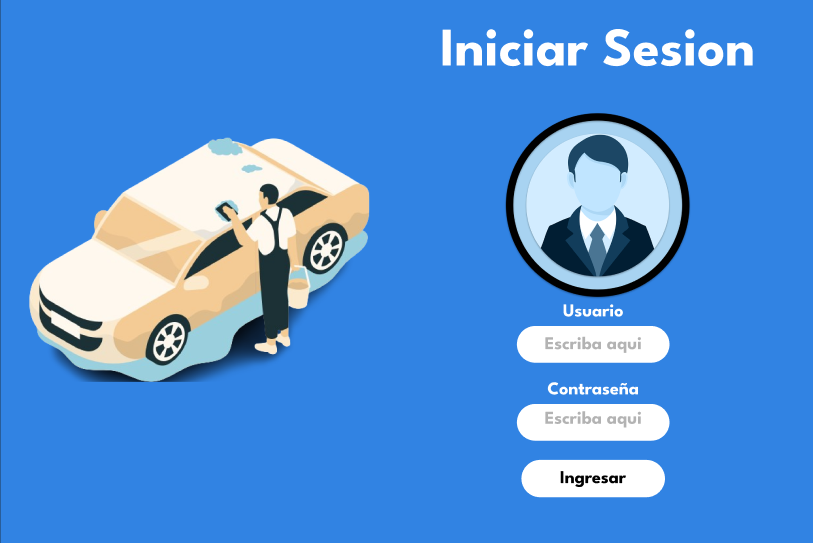 Iniciar Sesion
Usuario
Escriba aqui
Contraseña
Escriba aqui
Ingresar